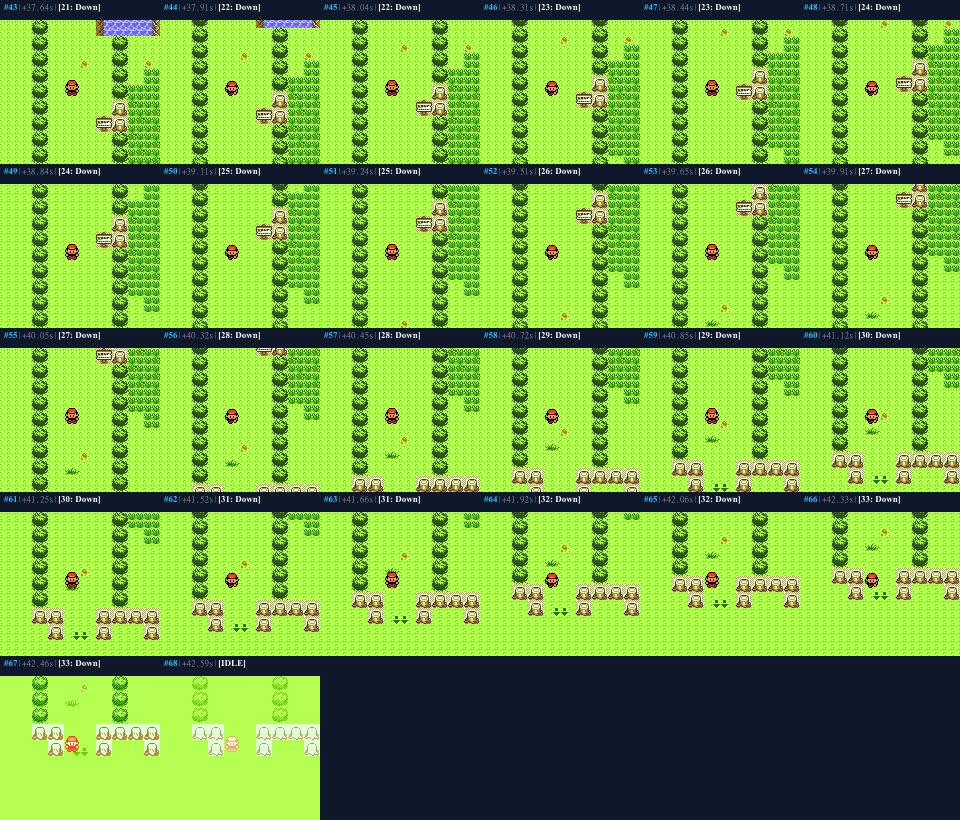 #43|+37.64s|[21: Down]
#44|+37.91s|[22: Down]
#45|+38.04s|[22: Down]
#46|+38.31s|[23: Down]
#47|+38.44s|[23: Down]
#48|+38.71s|[24: Down]
#49|+38.84s|[24: Down]
#50|+39.11s|[25: Down]
#51|+39.24s|[25: Down]
#52|+39.51s|[26: Down]
#53|+39.65s|[26: Down]
#54|+39.91s|[27: Down]
#55|+40.05s|[27: Down]
#56|+40.32s|[28: Down]
#57|+40.45s|[28: Down]
#58|+40.72s|[29: Down]
#59|+40.85s|[29: Down]
#60|+41.12s|[30: Down]
#61|+41.25s|[30: Down]
#62|+41.52s|[31: Down]
#63|+41.66s|[31: Down]
#64|+41.92s|[32: Down]
#65|+42.06s|[32: Down]
#66|+42.33s|[33: Down]
#67|+42.46s|[33: Down]
#68|+42.59s|[IDLE]